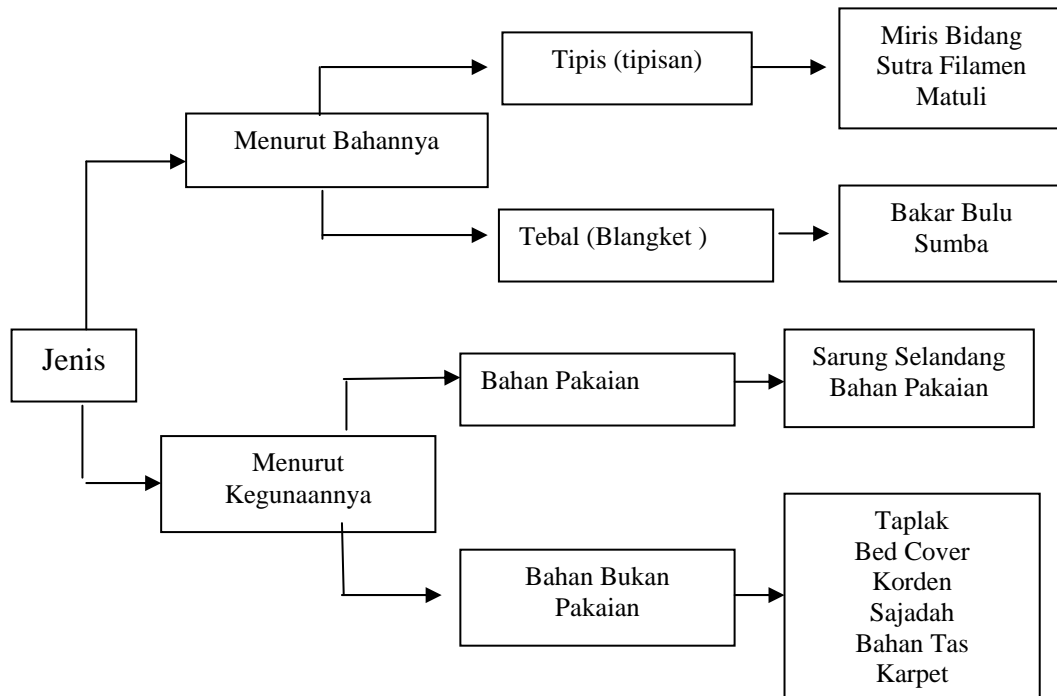 Jenis
Menurut Bahannya
Tipis (tipisan)
Miris Bidang
Sutra Filamen
Matuli
Tebal (Blangket )
Bakar Bulu
Sumba
Menurut
Kegunaannya
Bahan Pakaian
Sarung Selandang
Bahan Pakaian
Bahan Bukan
Pakaian
Taplak
Bed Cover
Korden
Sajadah
Bahan Tas
Karpet